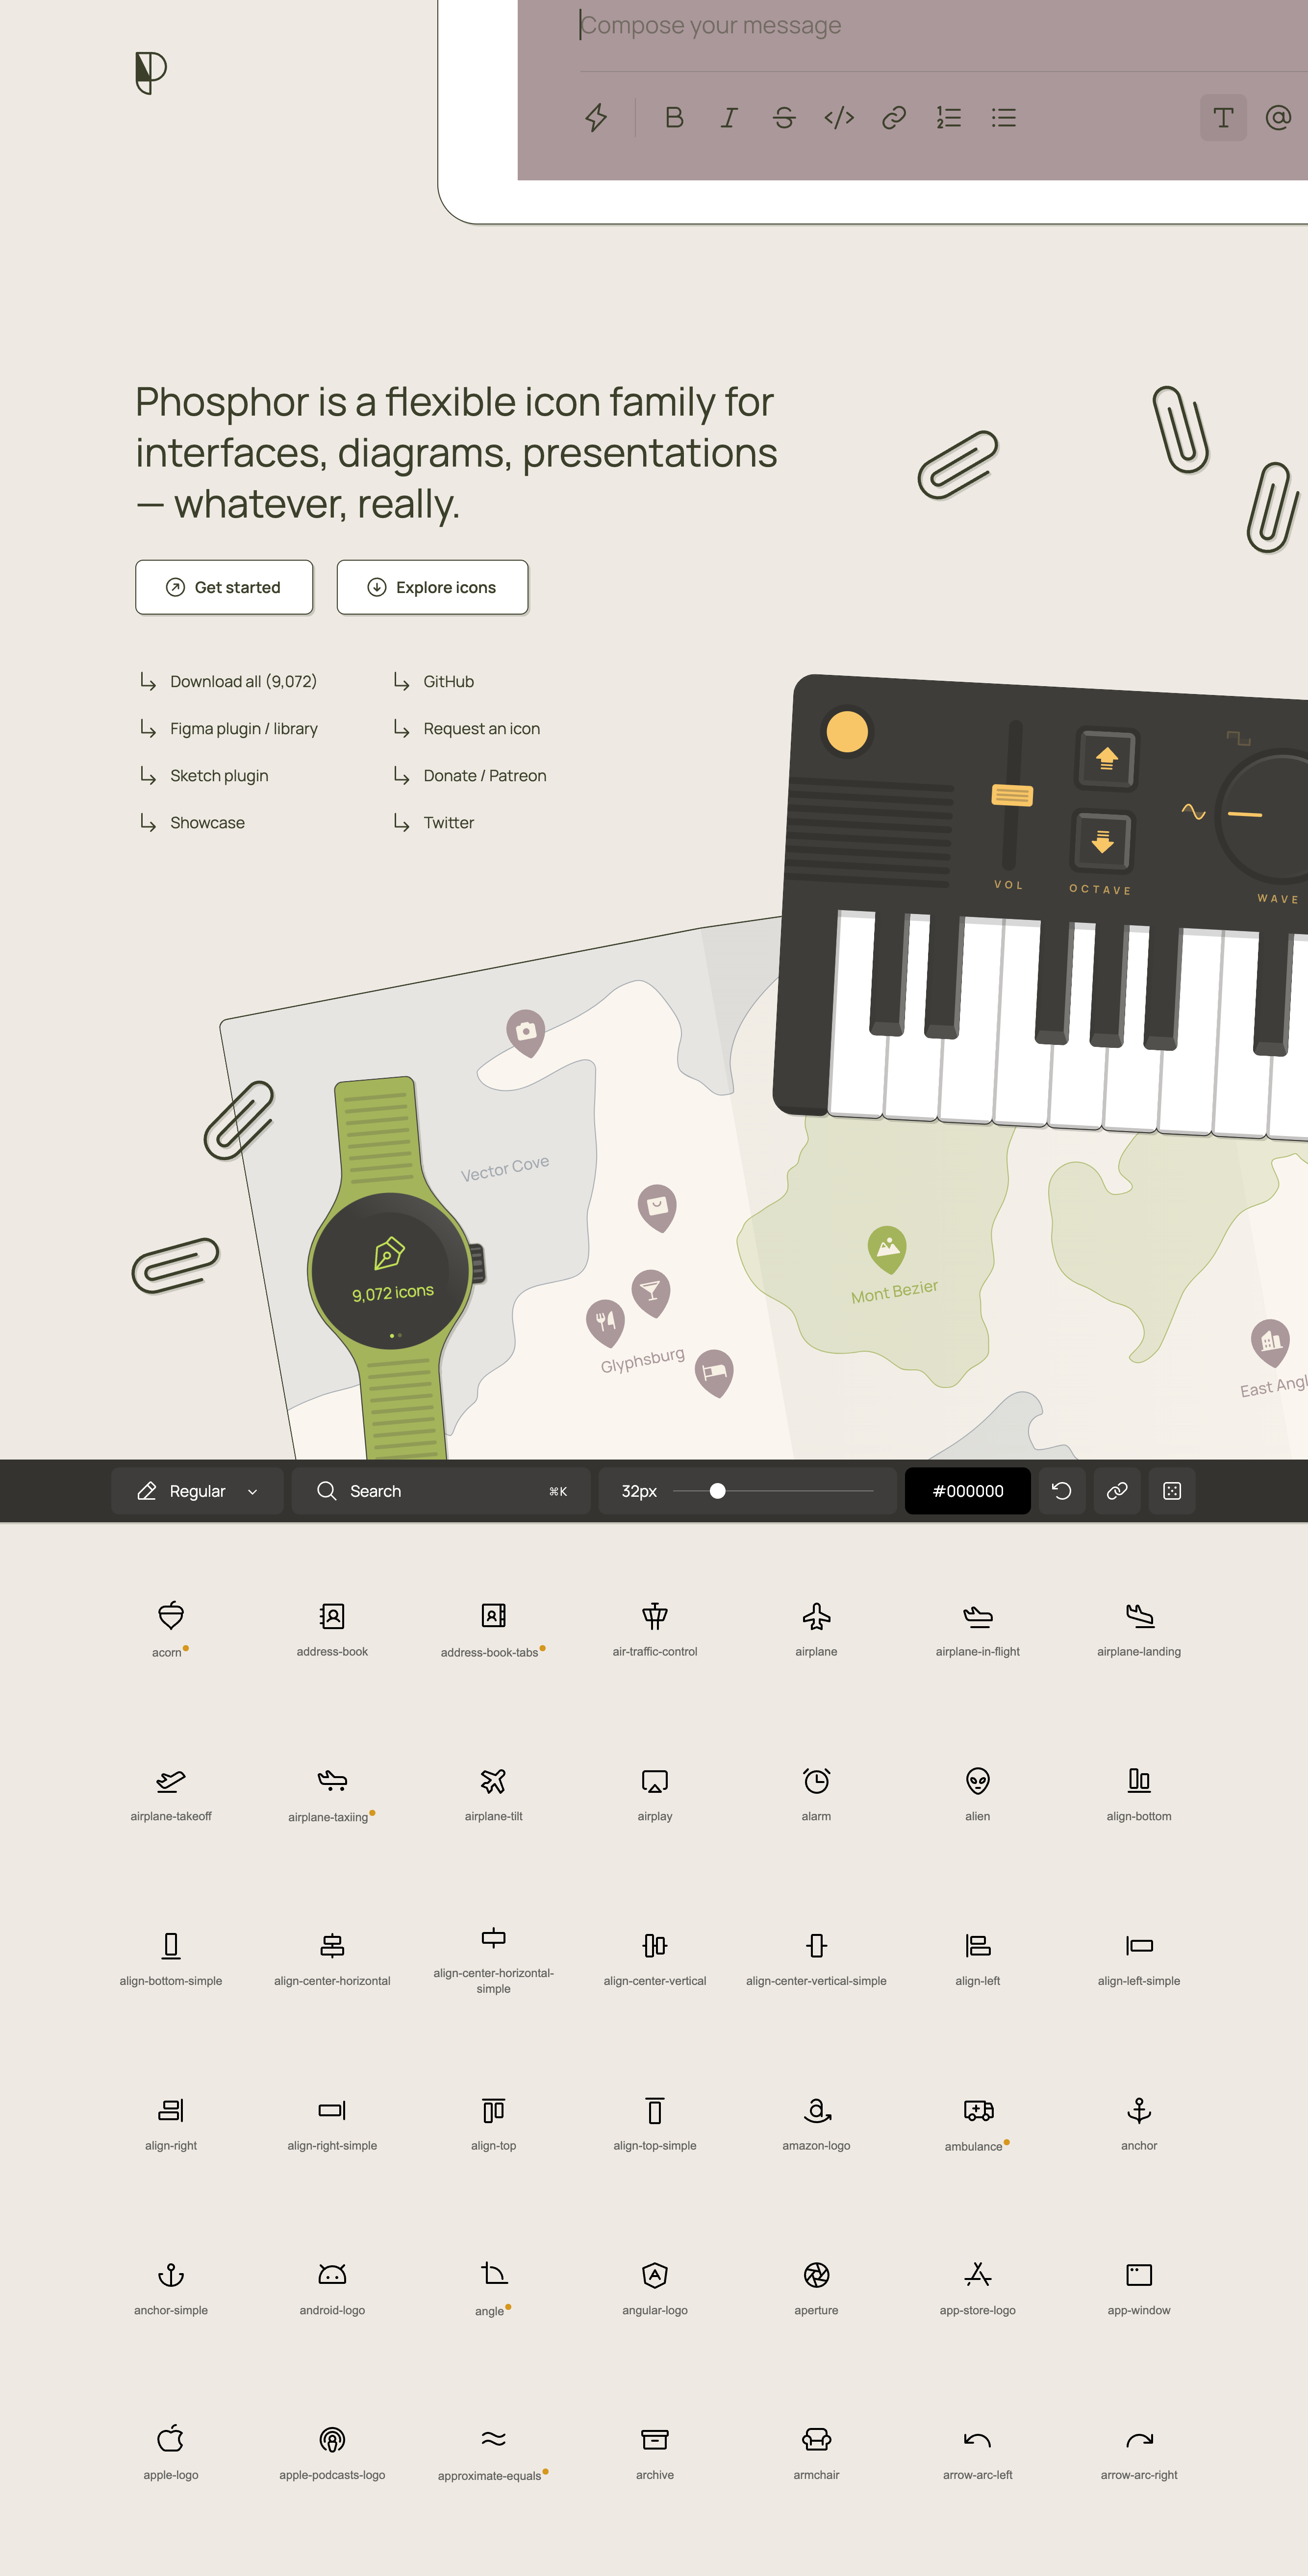 Compose your message
Phosphor is a flexible icon family for
interfaces, diagrams, presentations
— whatever, really.
Get started
Explore icons
Download all (9,072)
GitHub
Figma plugin / library
Request an icon
Sketch plugin
Donate / Patreon
Showcase
Twitter
VOL
OCTAVE
WAVE
Vector Cove
9,072 icons
Mont Bezier
Glyphsburg
East Angl
Regular
Search
⌘K
32px
#000000
acorn
address-book
address-book-tabs
air-traffic-control
airplane
airplane-in-flight
airplane-landing
airplane-takeoff
airplane-taxiing
airplane-tilt
airplay
alarm
alien
align-bottom
align-bottom-simple
align-center-horizontal
align-center-horizontal-
simple
align-center-vertical
align-center-vertical-simple
align-left
align-left-simple
align-right
align-right-simple
align-top
align-top-simple
amazon-logo
ambulance
anchor
anchor-simple
android-logo
angle
angular-logo
aperture
app-store-logo
app-window
apple-logo
apple-podcasts-logo
approximate-equals
archive
armchair
arrow-arc-left
arrow-arc-right